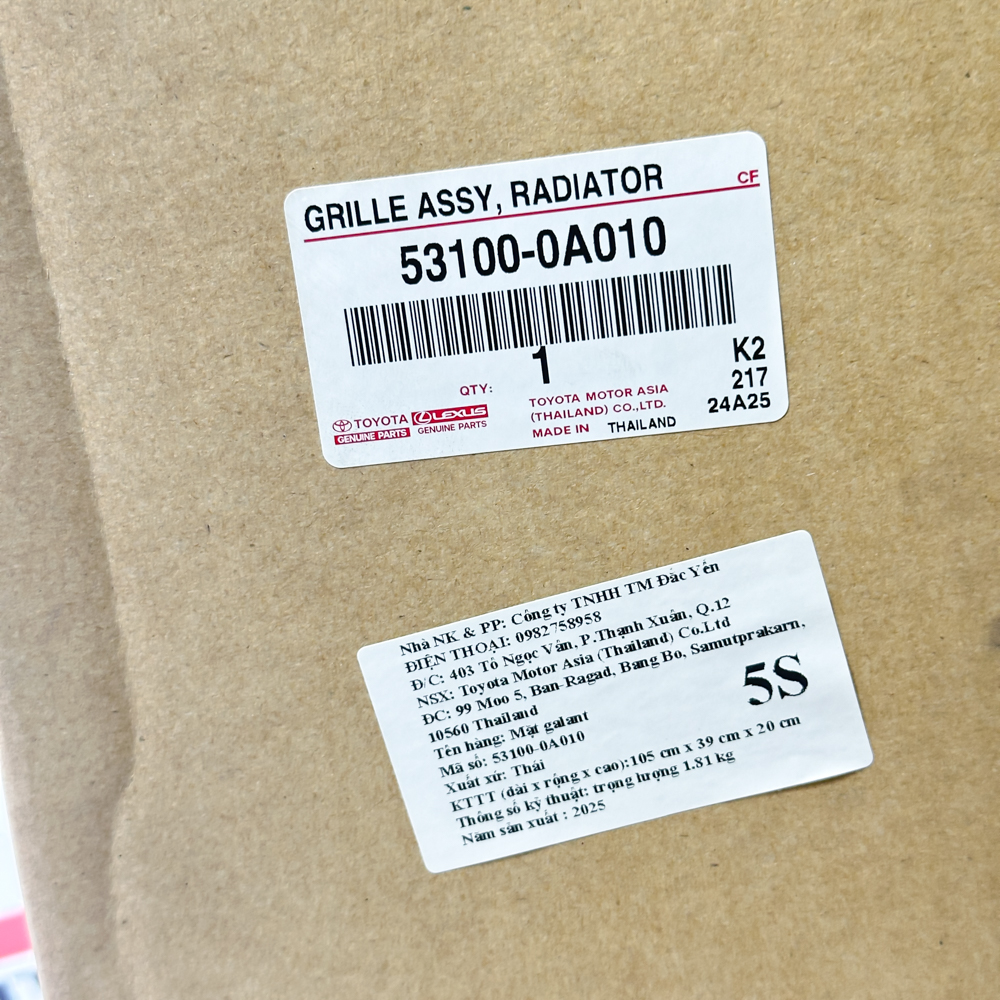 GRILLE ASSY, RADIATOR CF
53100-0A010
QTY: 1
K2
217
24A25
TOYOTA
GENUINE PARTS
LEXUS
GENUINE PARTS
TOYOTA MOTOR ASIA
(THAILAND) CO.,LTD.
MADE IN THAILAND
Nhà NK & PP: Công ty TNHH TM Đắc Yến
ĐIỆN THOẠI: 0982758958
Đ/C: 403 Tô Ngọc Vân, P.Thạnh Xuân, Q.12
NSX: Toyota Motor Asia (Thailand) Co.Ltd
ĐC: 99 Moo 5, Ban-Ragad, Bang Bo, Samutprakarn,
10560 Thailand
Tên hàng: Mặt galant
Mã số: 53100-0A010
Xuất xứ: Thái
KTTT (dài x rộng x cao):105 cm x 39 cm x 20 cm
Thông số kỹ thuật: trọng lượng 1.81 kg
Năm sản xuất : 2025
5S